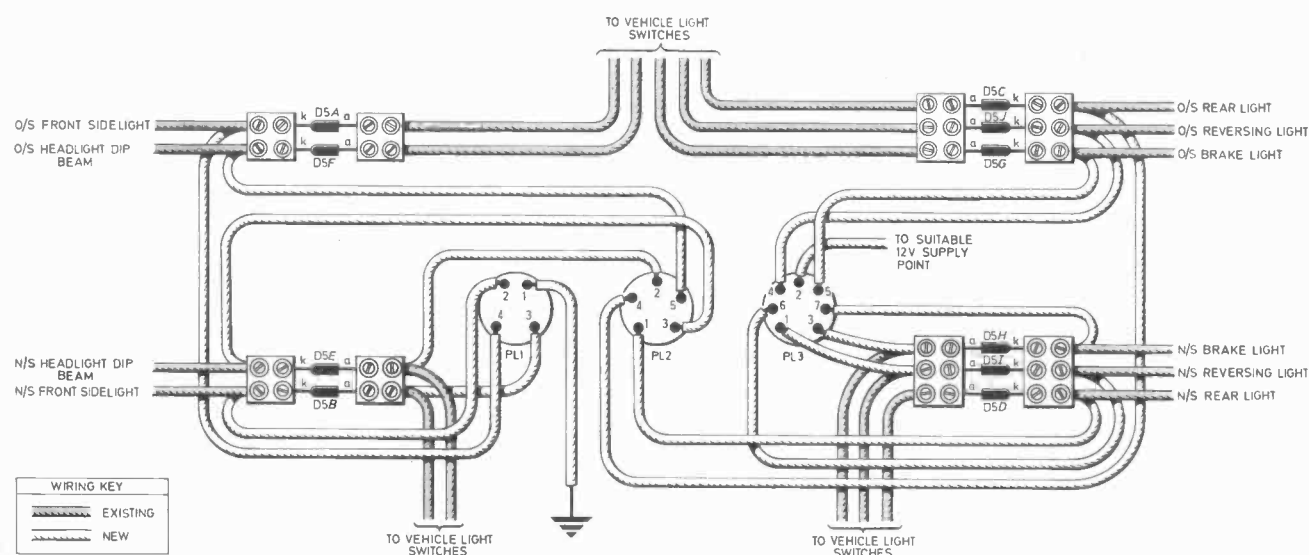 TO VEHICLE LIGHT
SWITCHES
O/S FRONT SIDELIGHT
O/S HEADLIGHT DIP
BEAM
k D5A a
k D5F a
a D5C k
a D5J k
a D5G k
O/S REAR LIGHT
O/S REVERSING LIGHT
O/S BRAKE LIGHT
TO SUITABLE
12V SUPPLY
POINT
2 1
4 3
PL1
2
4 5
1 3
PL2
4 2 5
6 7
1 3
PL3
N/S HEADLIGHT DIP
BEAM
N/S FRONT SIDELIGHT
k D5E a
k D5B a
a D5H k
a D5I k
a D5D k
N/S BRAKE LIGHT
N/S REVERSING LIGHT
N/S REAR LIGHT
WIRING KEY
EXISTING
NEW
TO VEHICLE LIGHT
SWITCHES
TO VEHICLE LIGHT
SWITCHES